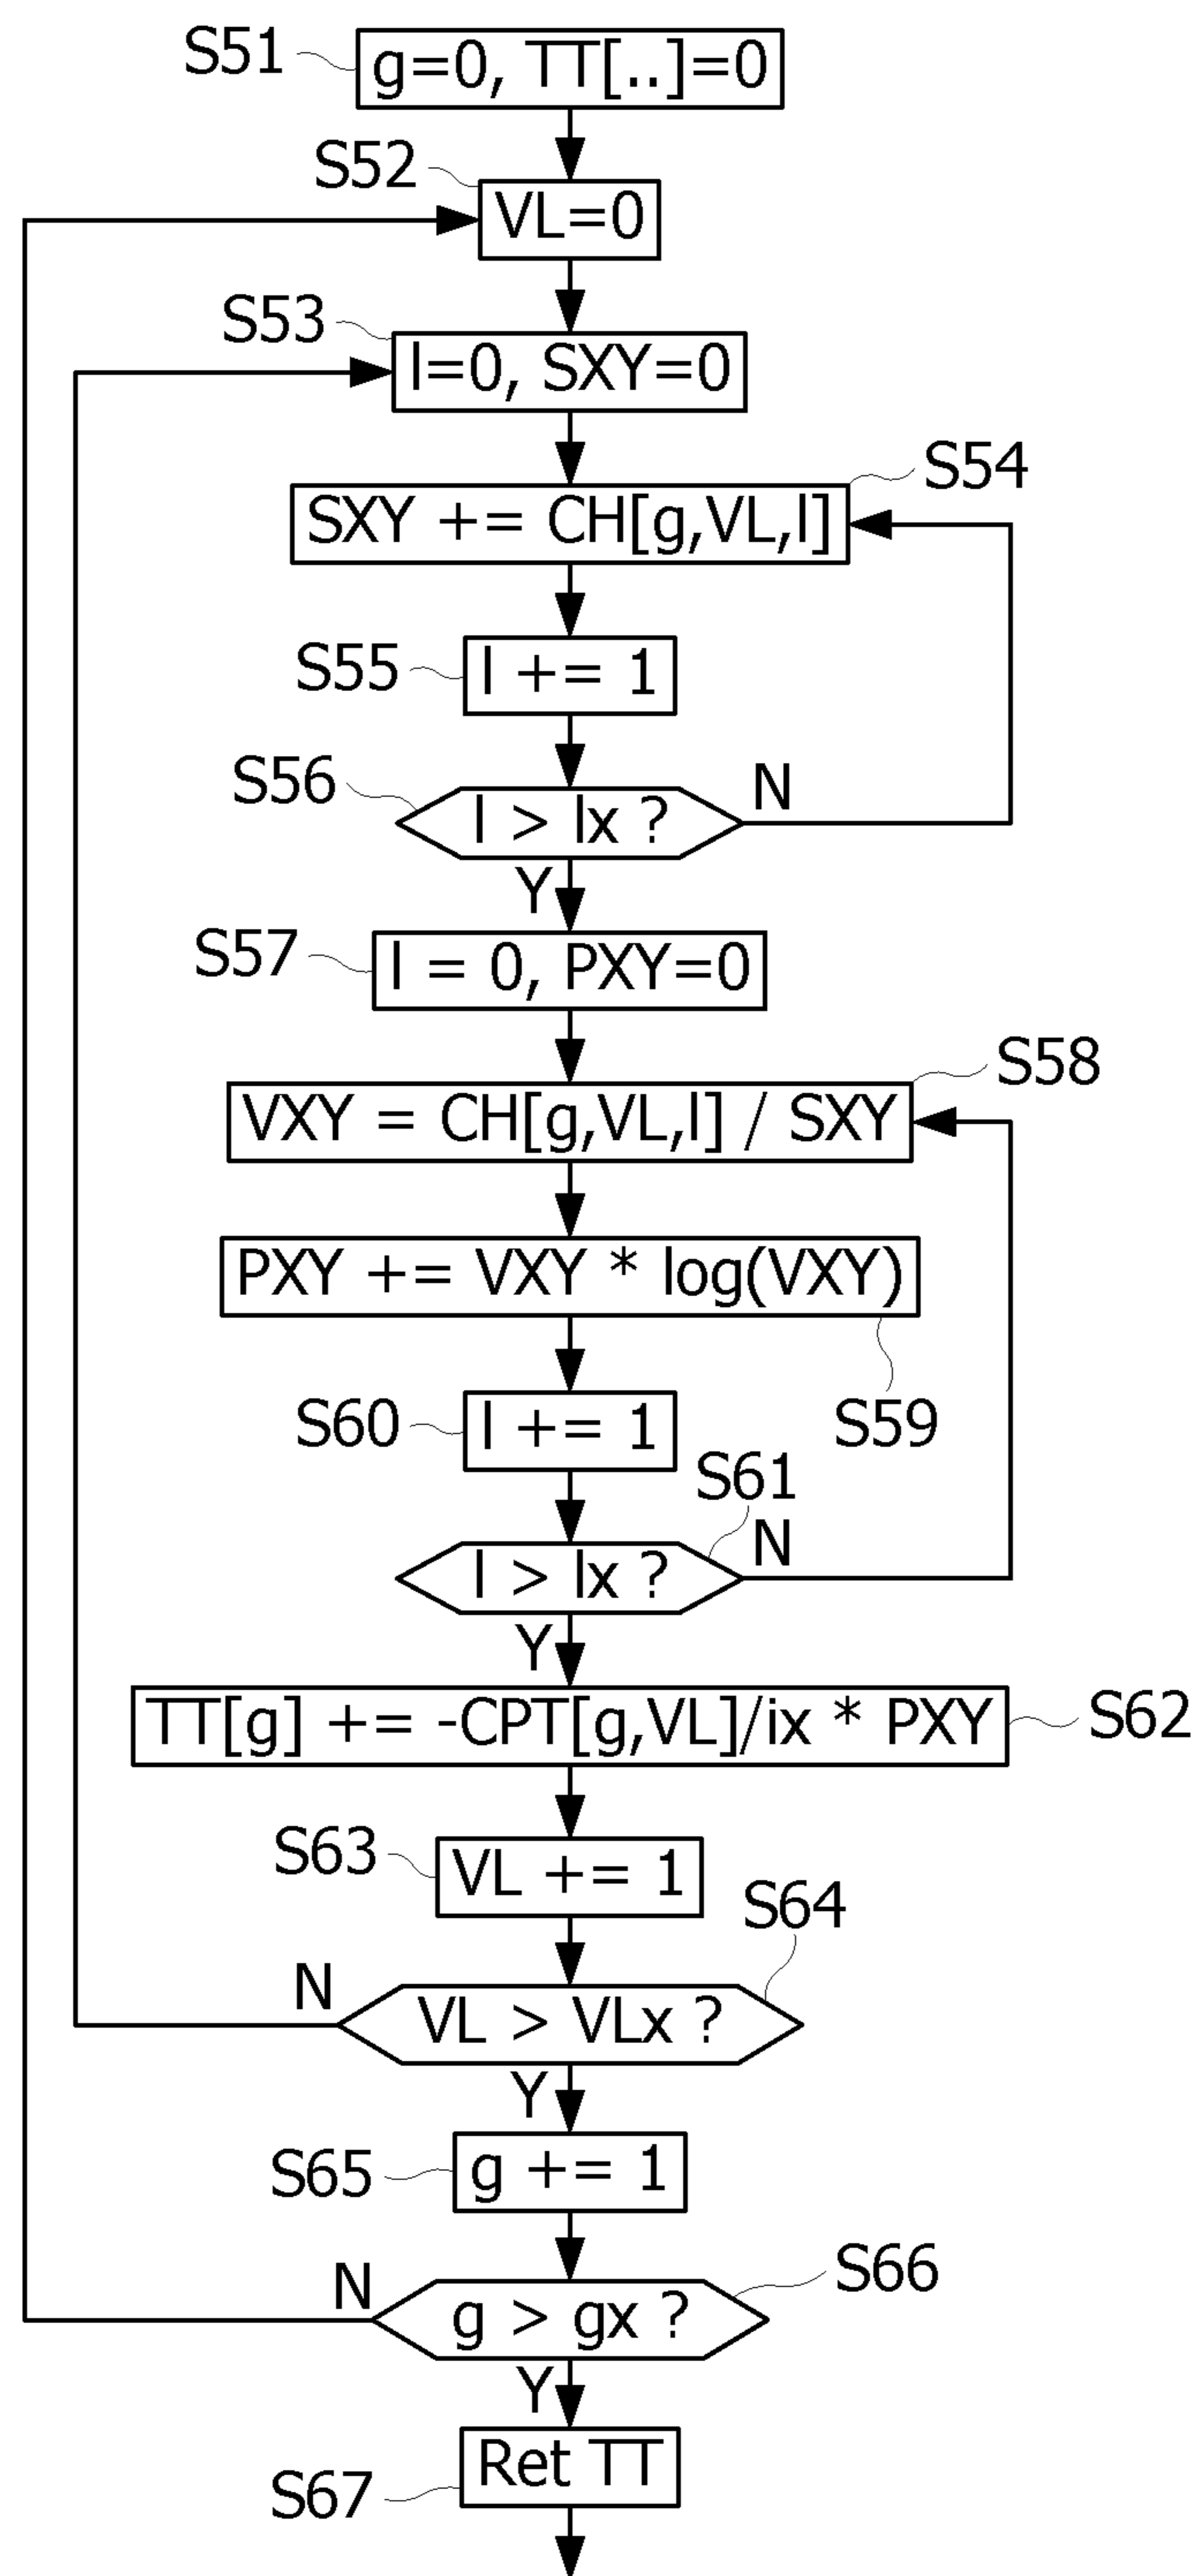 S51
g=0, TT[..]=0
S52
VL=0
S53
l=0, SXY=0
S54
SXY += CH[g,VL,l]
S55
l += 1
S56
l > lx ?
N
Y
S57
l = 0, PXY=0
S58
VXY = CH[g,VL,l] / SXY
PXY += VXY * log(VXY)
S59
S60
l += 1
S61
l > lx ?
N
Y
TT[g] += -CPT[g,VL]/ix * PXY
S62
S63
VL += 1
S64
N
VL > VLx ?
Y
S65
g += 1
S66
N
g > gx ?
Y
Ret TT
S67